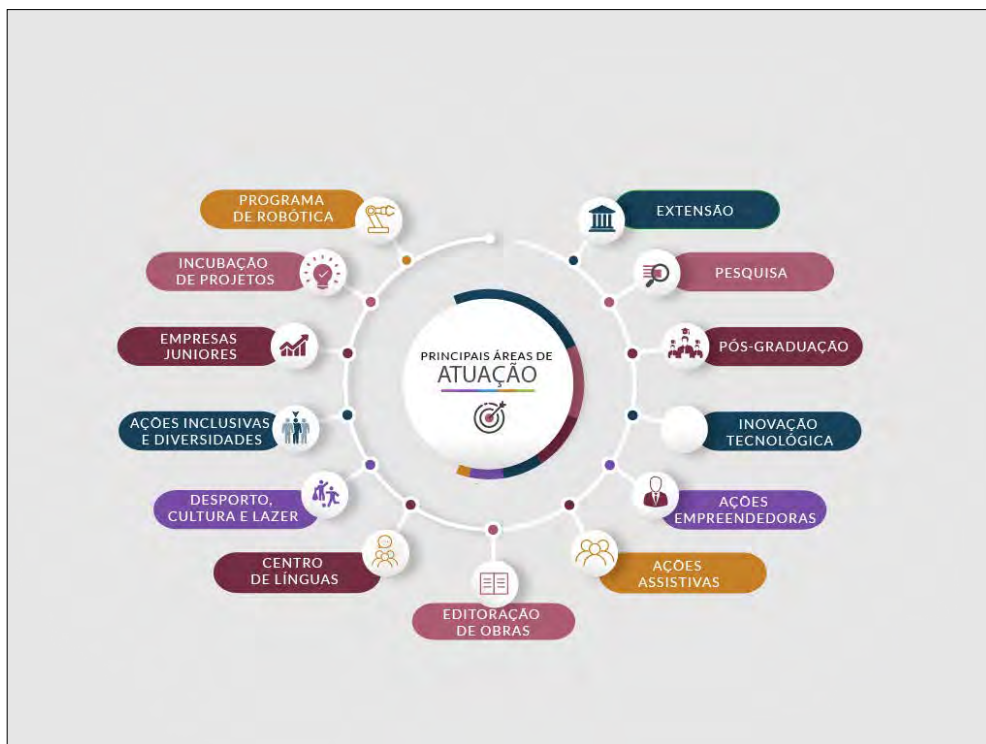 PRINCIPAIS ÁREAS DE
ATUAÇÃO
EXTENSÃO
PESQUISA
PÓS-GRADUAÇÃO
INOVAÇÃO
TECNOLÓGICA
AÇÕES
EMPREENDEDORAS
AÇÕES
ASSISTIVAS
EDITORAÇÃO
DE OBRAS
CENTRO
DE LÍNGUAS
DESPORTO,
CULTURA E LAZER
AÇÕES INCLUSIVAS
E DIVERSIDADES
EMPRESAS
JUNIORES
INCUBAÇÃO
DE PROJETOS
PROGRAMA
DE ROBÓTICA